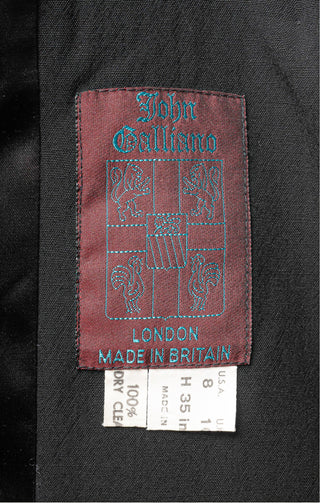 John
Galliano
LONDON
MADE IN BRITAIN
100%
DRY CLEA
U.S.A.
8
H 35 in
MADE IN